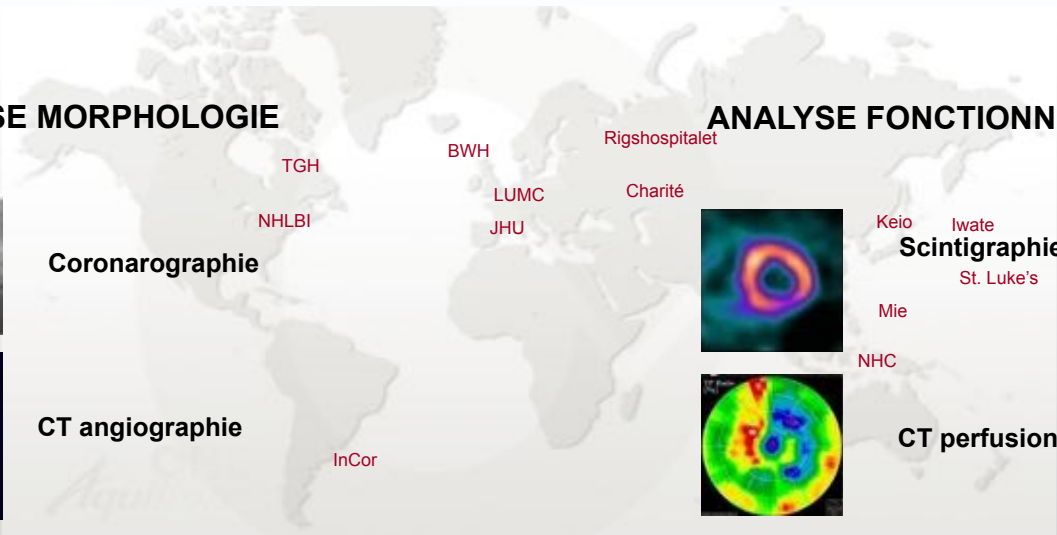 SE MORPHOLOGIE
ANALYSE FONCTIONN
Rigshospitalet
BWH
TGH
LUMC
Charité
NHLBI
JHU
Keio
Iwate
Scintigraphie
Coronarographie
St. Luke's
Mie
NHC
CT angiographie
CT perfusion
InCor
Aquilion